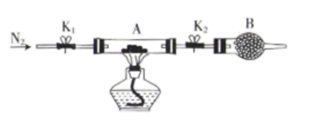 N₂ K₁ A K₂ B